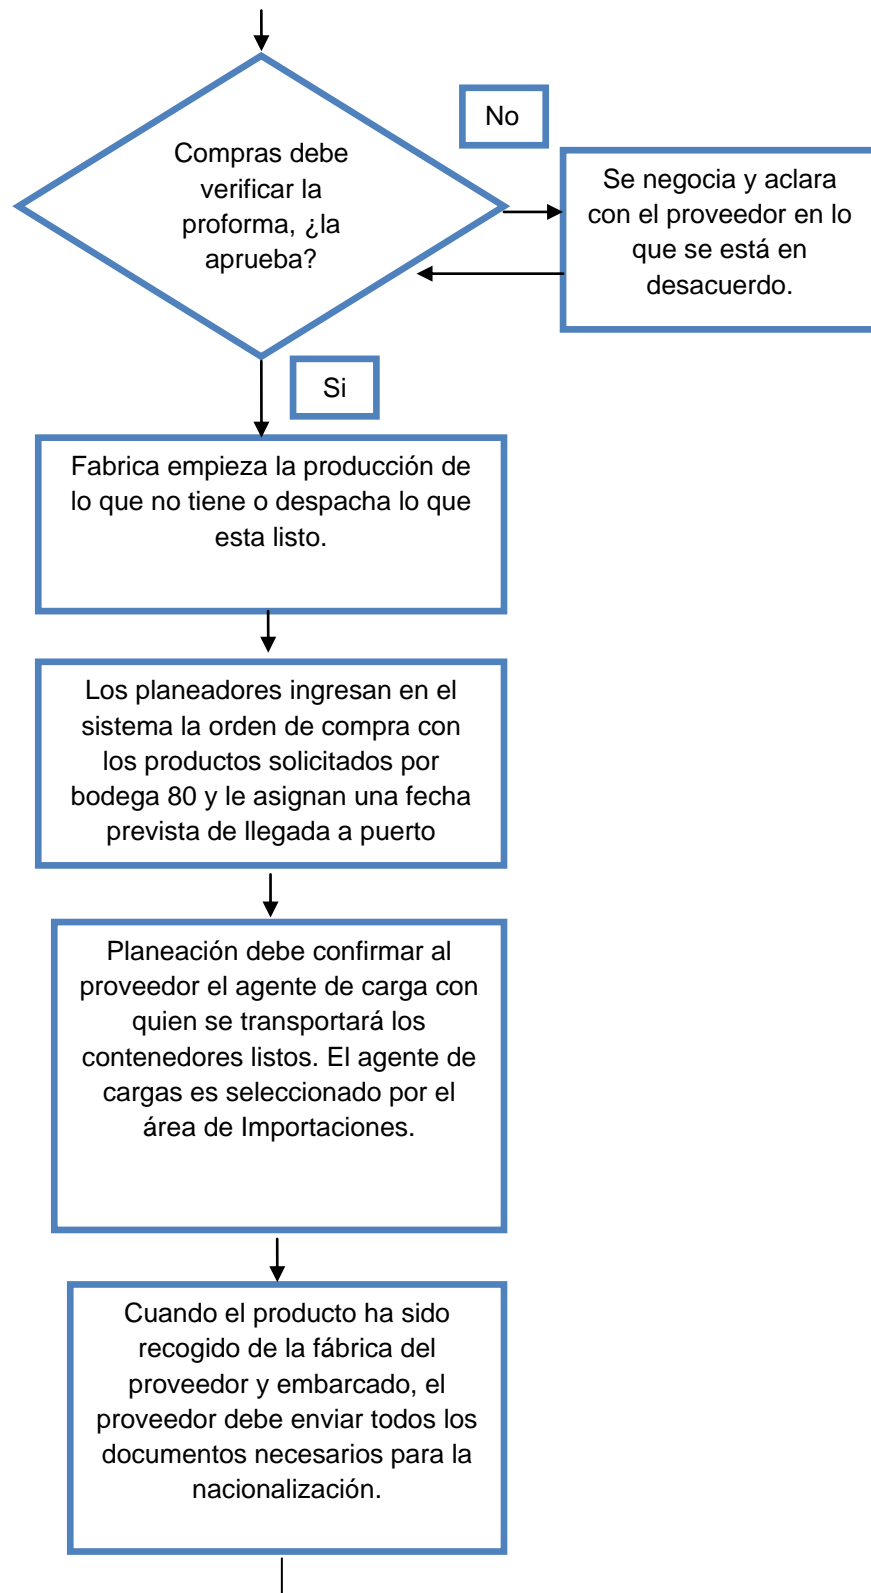 Compras debe
verificar la
proforma, ¿la
aprueba?
No
Se negocia y aclara
con el proveedor en lo
que se está en
desacuerdo.
Si
Fabrica empieza la producción de
lo que no tiene o despacha lo que
esta listo.
Los planeadores ingresan en el
sistema la orden de compra con
los productos solicitados por
bodega 80 y le asignan una fecha
prevista de llegada a puerto
Planeación debe confirmar al
proveedor el agente de carga con
quien se transportará los
contenedores listos. El agente de
cargas es seleccionado por el
área de Importaciones.
Cuando el producto ha sido
recogido de la fábrica del
proveedor y embarcado, el
proveedor debe enviar todos los
documentos necesarios para la
nacionalización.